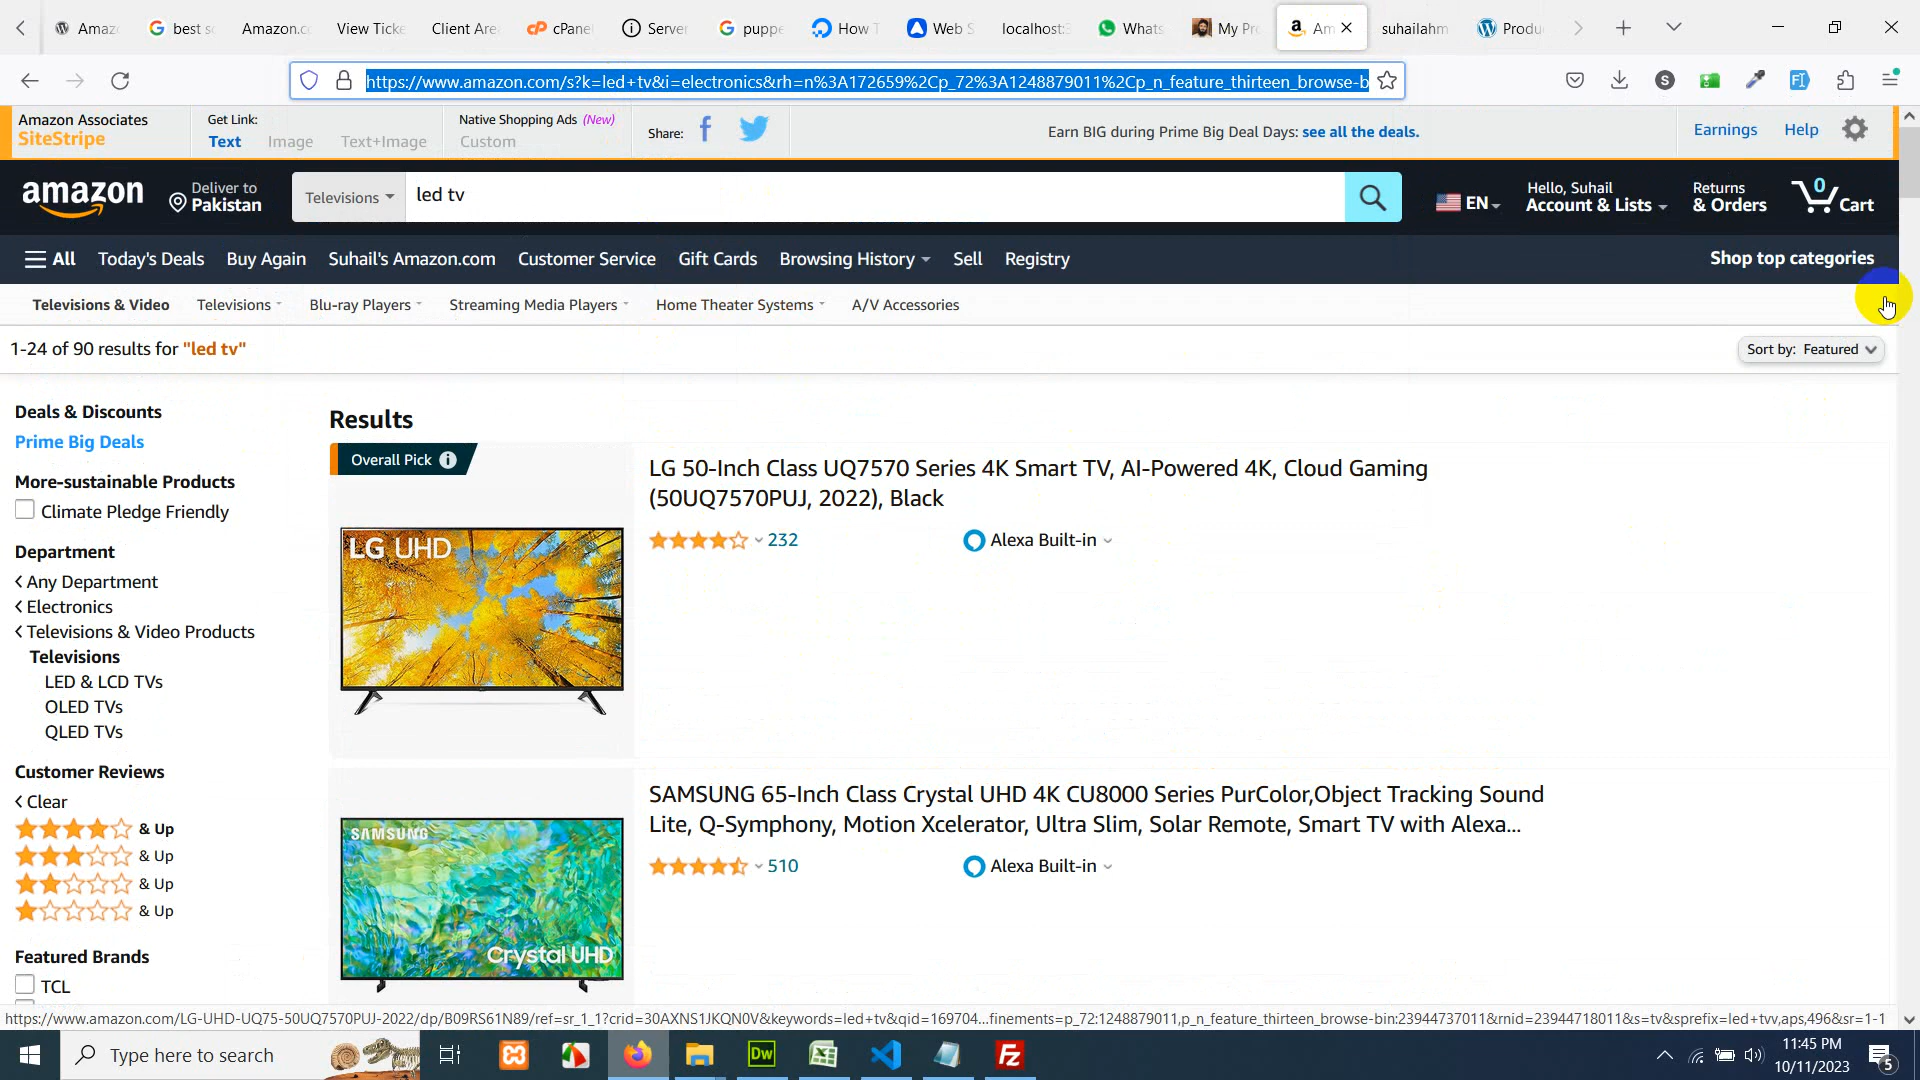 Amaz
best s
Amazon.c
View Ticke
Client Are
cPane
Server
puppe
How T
Web S
localhost:
Whats
My Pr
Am
suhailahm
Produ
https://www.amazon.com/s?k=led+tv&i=electronics&rh=n%3A172659%2Cp_72%3A1248879011%2Cp_n_feature_thirteen_browse-b
Amazon Associates
SiteStripe
Get Link:
Text Image Text+Image
Native Shopping Ads (New)
Custom
Share:
Earn BIG during Prime Big Deal Days: see all the deals.
Earnings Help
amazon
Deliver to
Pakistan
Televisions
led tv
EN
Hello, Suhail
Account & Lists
Returns
& Orders
0
Cart
All Today's Deals Buy Again Suhail's Amazon.com Customer Service Gift Cards Browsing History Sell Registry
Shop top categories
Televisions & Video Televisions Blu-ray Players Streaming Media Players Home Theater Systems A/V Accessories
1-24 of 90 results for "led tv"
Sort by: Featured
Deals & Discounts
Prime Big Deals
More-sustainable Products
Climate Pledge Friendly
Department
Any Department
Electronics
Televisions & Video Products
Televisions
LED & LCD TVs
OLED TVs
QLED TVs
Customer Reviews
Clear
& Up
& Up
& Up
& Up
Featured Brands
TCL
Results
Overall Pick
LG UHD
LG 50-Inch Class UQ7570 Series 4K Smart TV, AI-Powered 4K, Cloud Gaming
(50UQ7570PUJ, 2022), Black
232
Alexa Built-in
SAMSUNG
Crystal UHD
SAMSUNG 65-Inch Class Crystal UHD 4K CU8000 Series PurColor,Object Tracking Sound
Lite, Q-Symphony, Motion Xcelerator, Ultra Slim, Solar Remote, Smart TV with Alexa...
510
Alexa Built-in
https://www.amazon.com/LG-UHD-UQ75-50UQ7570PUJ-2022/dp/B09RS61N89/ref=sr_1_1?crid=30AXNS1JKQN0V&keywords=led+tv&qid=169704...finements=p_72:1248879011,p_n_feature_thirteen_browse-bin:23944737011&rnid=23944718011&s=tv&sprefix=led+tvv,aps,496&sr=1-1
Type here to search
Dw
Fz
11:45 PM
10/11/2023
5